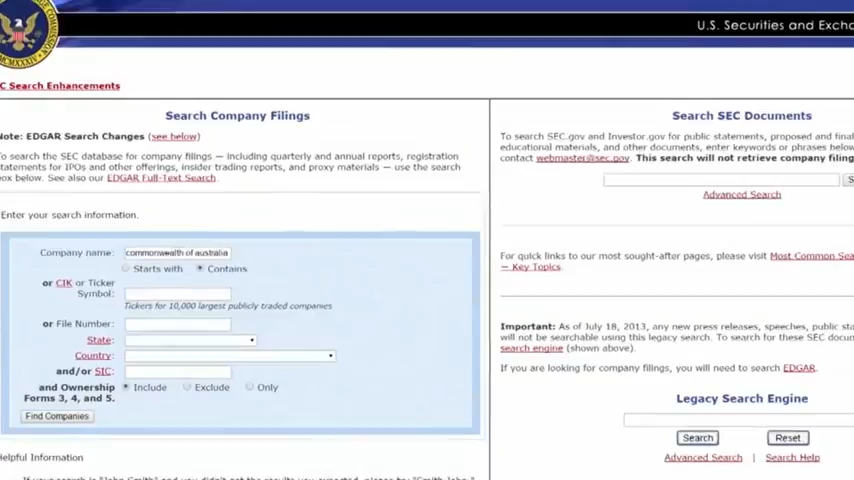 U.S. Securities and Excha
C Search Enhancements
Search Company Filings
Note: EDGAR Search Changes (see below)
To search the SEC database for company filings — including quarterly and annual reports, registration
statements for IPOs and other offerings, insider trading reports, and proxy materials — use the search
box below. See also our EDGAR Full-Text Search.
Enter your search information.
Company name: commonwealth of australia
Starts with Contains
or CIK or Ticker
Symbol:
Tickers for 10,000 largest publicly traded companies
or File Number:
State:
Country:
and/or SIC:
and Ownership
Forms 3, 4, and 5.
Include Exclude Only
Find Companies
Helpful Information
Search SEC Documents
To search SEC.gov and Investor.gov for public statements, proposed and final
educational materials, and other documents, enter keywords or phrases below
contact webmaster@sec.gov. This search will not retrieve company filing
Advanced Search
For quick links to our most sought-after pages, please visit Most Common Sea
— Key Topics.
Important: As of July 18, 2013, any new press releases, speeches, public sta
will not be searchable using this legacy search. To search for these SEC docu
search engine (shown above).
If you are looking for company filings, you will need to search EDGAR.
Legacy Search Engine
Search Reset
Advanced Search | Search Help